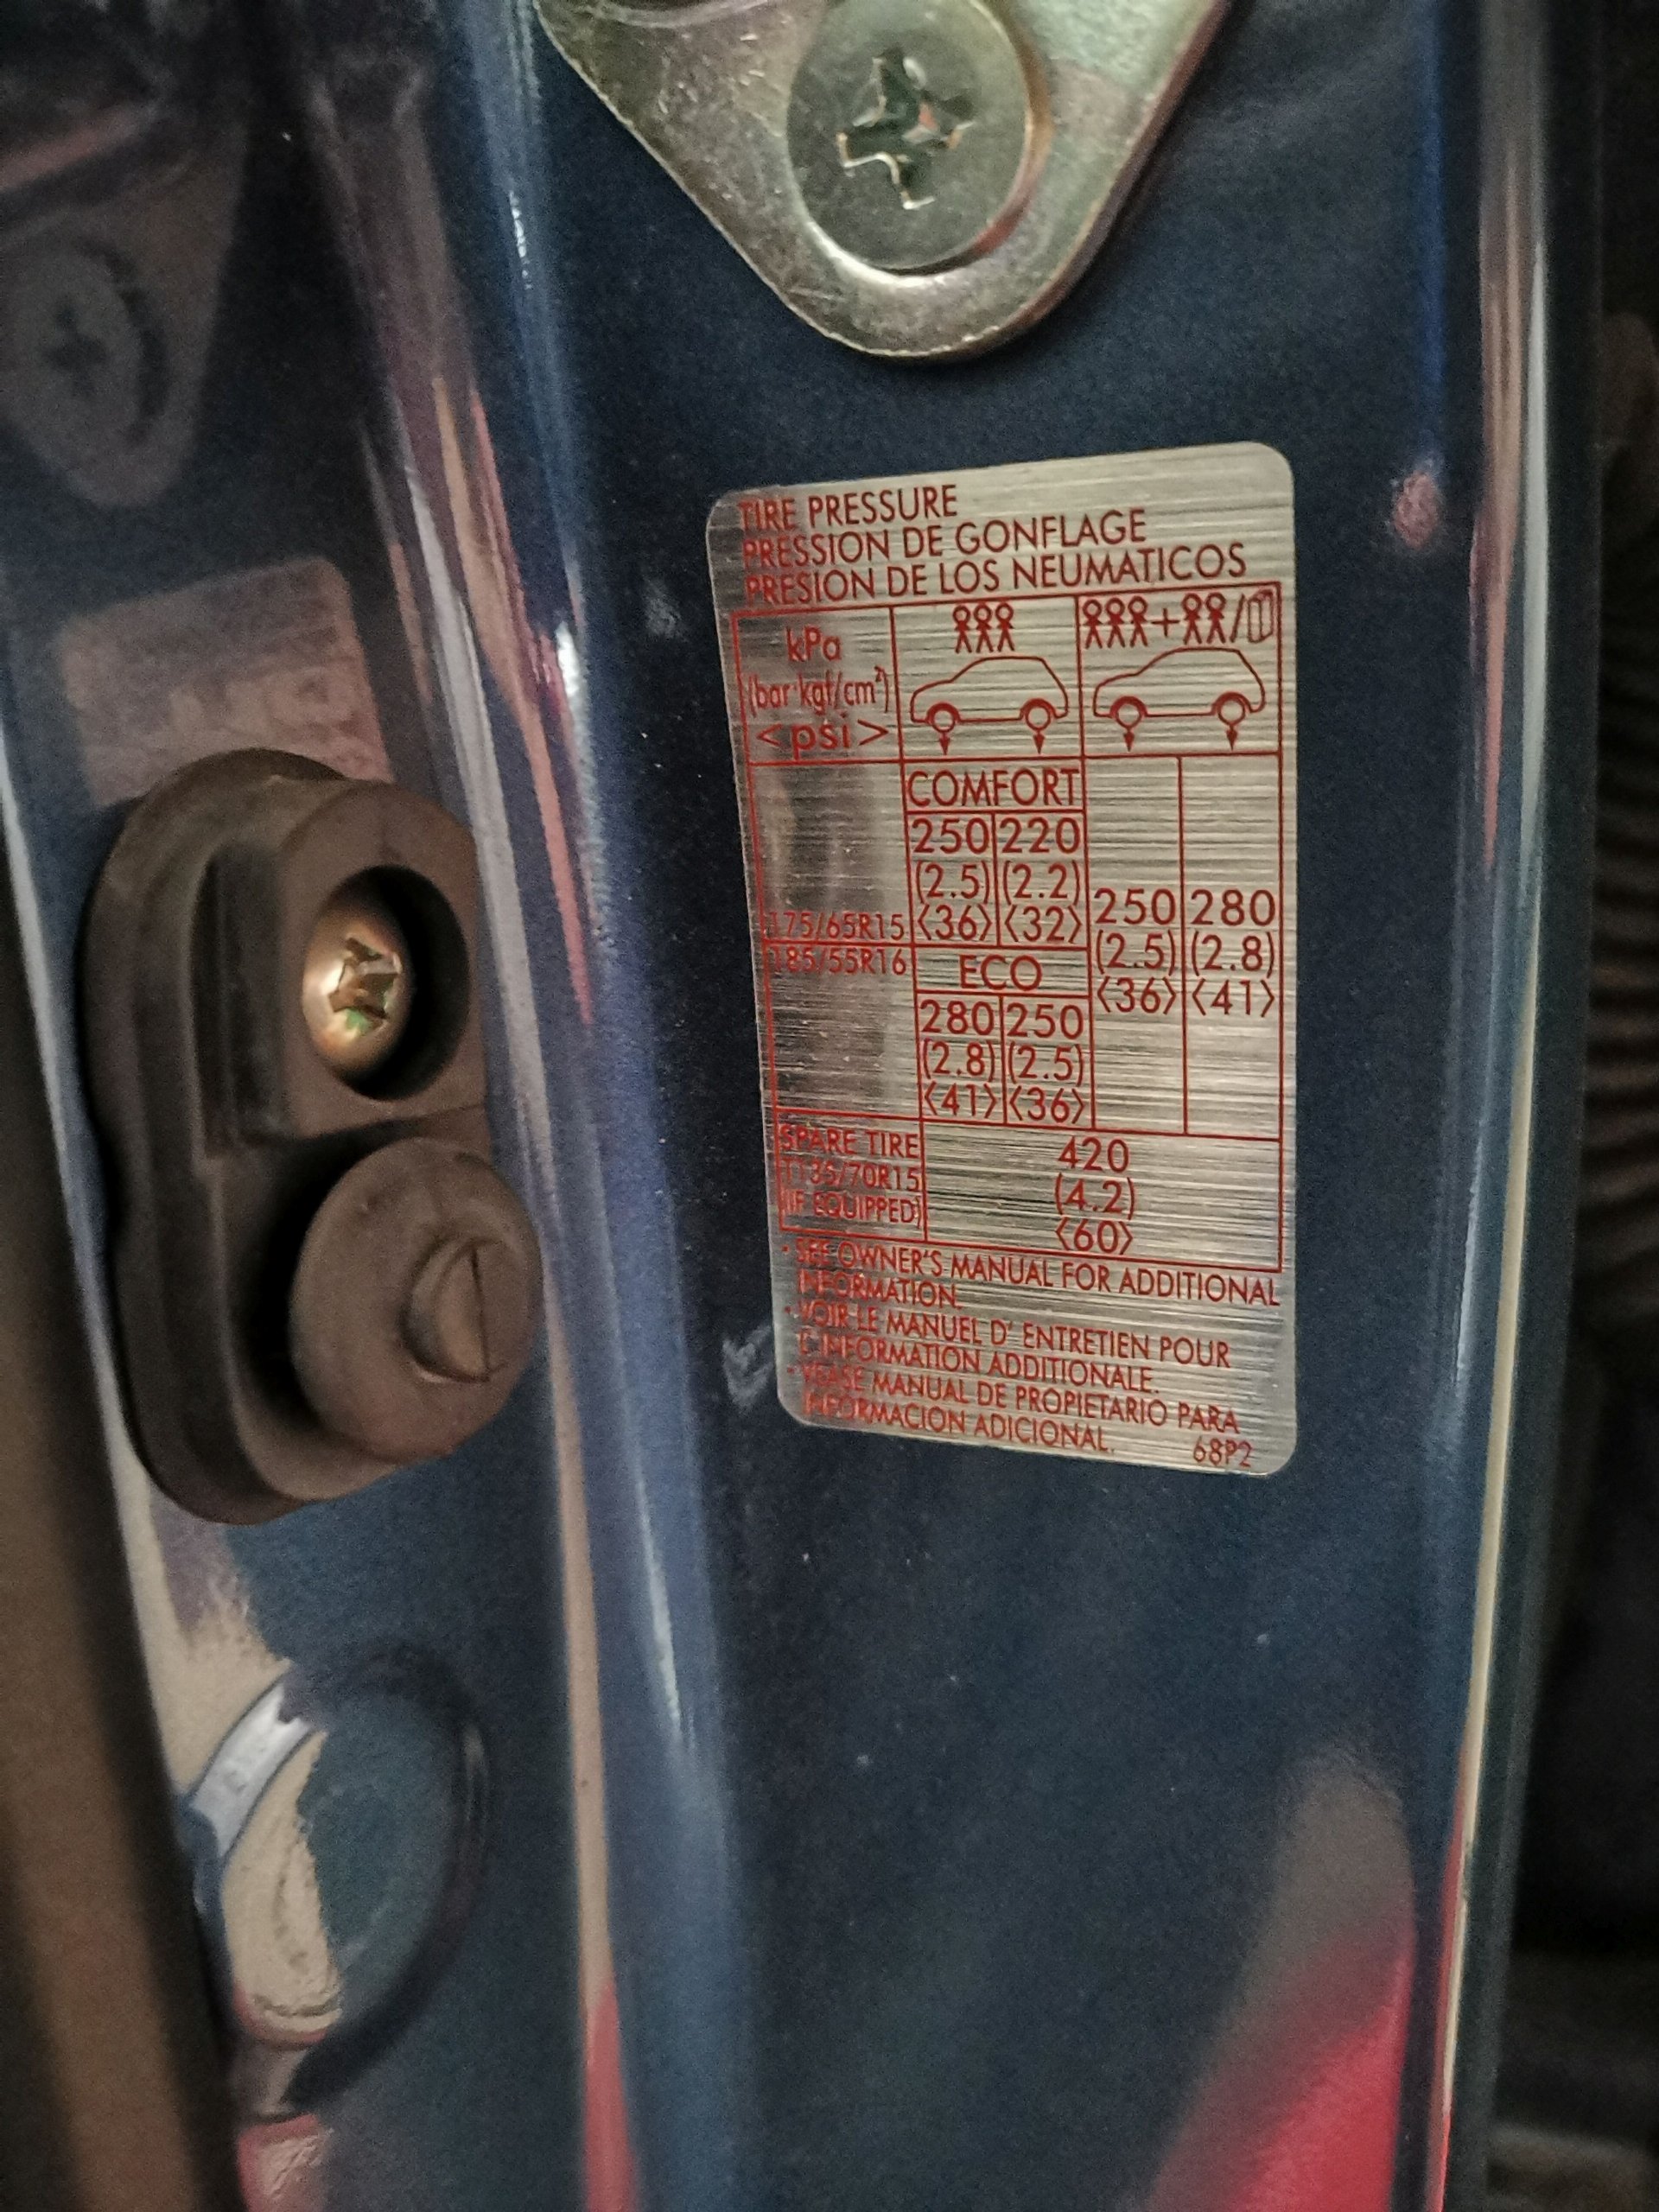 TIRE PRESSURE
PRESSION DE GONFLAGE
PRESION DE LOS NEUMATICOS
kPa
(bar·kgf/cm²)
<psi>
+ /
COMFORT
250 220
(2.5) (2.2)
<36> <32>
175/65R15
185/55R16
ECO
280 250
(2.8) (2.5)
<41> <36>
250 280
(2.5) (2.8)
<36> <41>
SPARE TIRE
T135/70R15
(IF EQUIPPED)
420
(4.2)
<60>
· SEE OWNER'S MANUAL FOR ADDITIONAL
INFORMATION.
· VOIR LE MANUEL D' ENTRETIEN POUR
L' INFORMATION ADDITIONALE.
· VEASE MANUAL DE PROPIETARIO PARA
INFORMACION ADICIONAL.
68P2